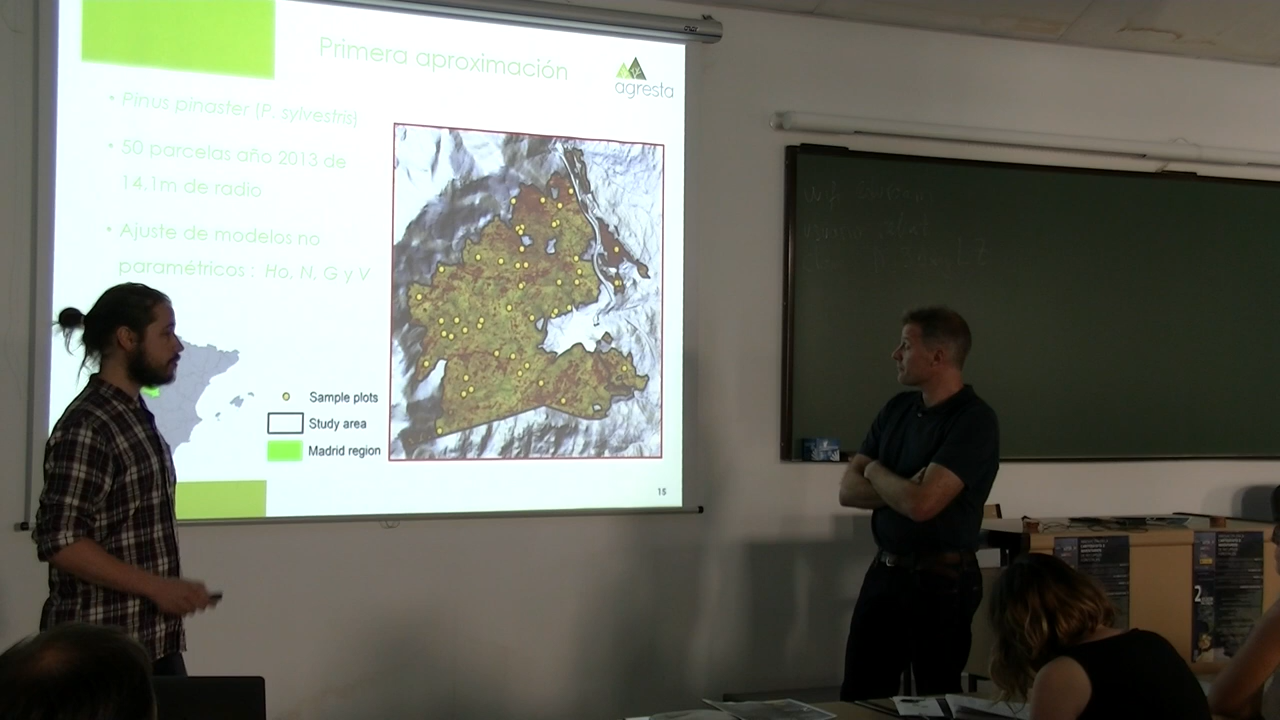 Primera aproximación
agresta
• Pinus pinaster (P. sylvestris)
• 50 parcelas año 2013 de
14.1m de radio
• Ajuste de modelos no
paramétricos : Ho, N, G y V
Sample plots
Study area
Madrid region
15
2